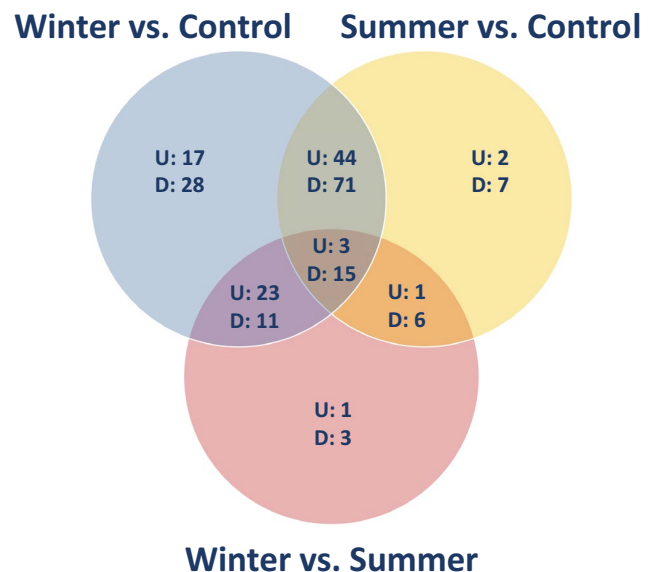 Winter vs. Control
Summer vs. Control
U: 17
D: 28
U: 44
D: 71
U: 2
D: 7
U: 3
D: 15
U: 23
D: 11
U: 1
D: 6
U: 1
D: 3
Winter vs. Summer